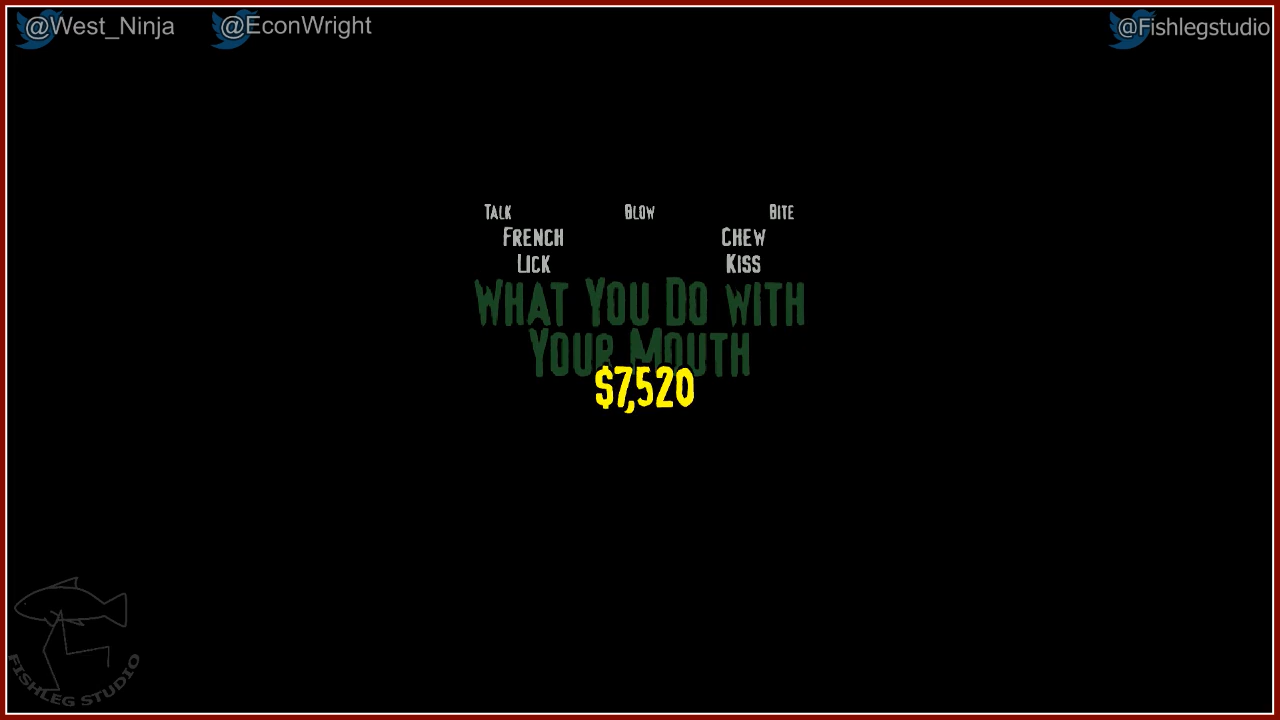 @West_Ninja @EconWright @Fishlegstudio
Talk Blow Bite
French Chew
Lick Kiss
What You Do with
Your Mouth
$7,520
FISHLEG STUDIO